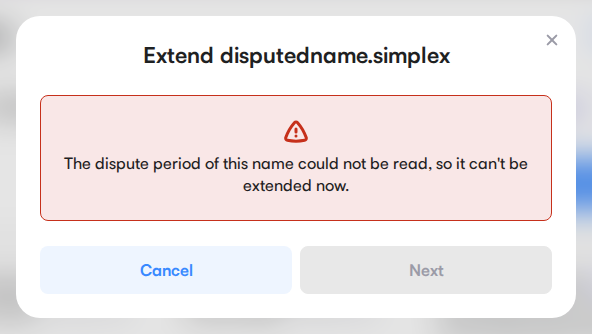 Extend disputedname.simplex
The dispute period of this name could not be read, so it can't be
extended now.
Cancel
Next